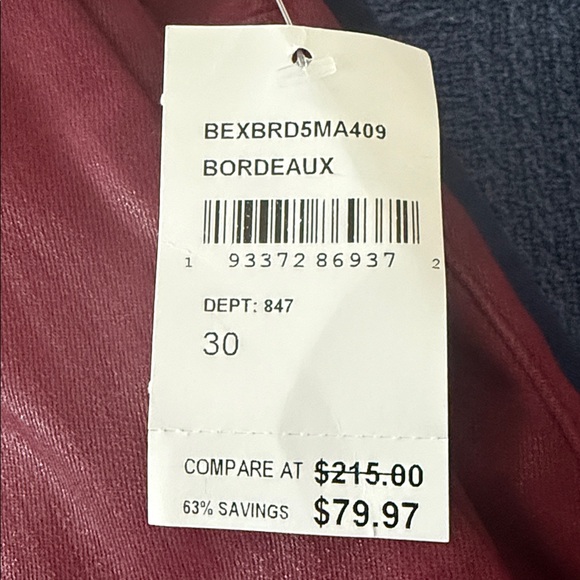 BEXBRD5MA409
BORDEAUX
1 93372 86937 2
DEPT: 847
30
COMPARE AT $215.00
63% SAVINGS $79.97